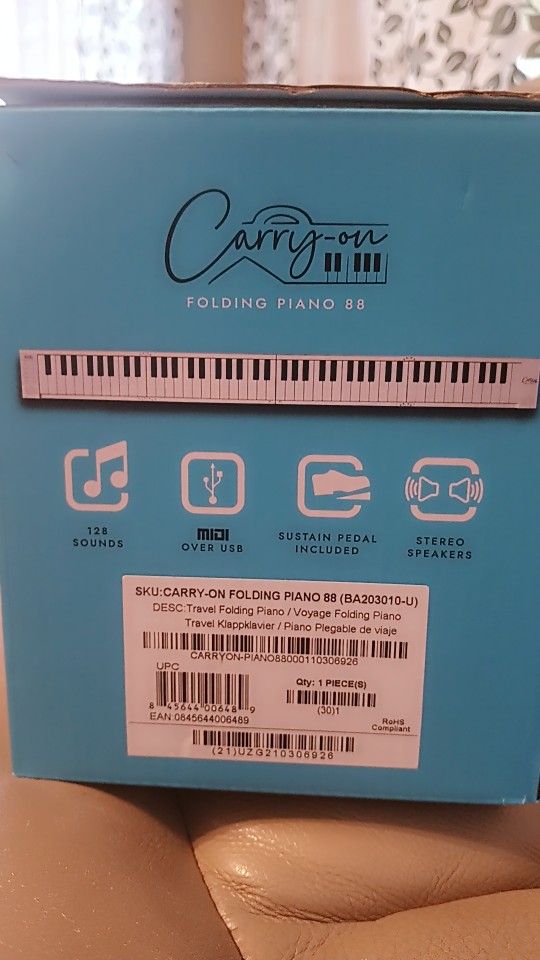 Carry-on
FOLDING PIANO 88
128
SOUNDS
MIDI
OVER USB
SUSTAIN PEDAL
INCLUDED
STEREO
SPEAKERS
SKU:CARRY-ON FOLDING PIANO 88 (BA203010-U)
DESC:Travel Folding Piano / Voyage Folding Piano
Travel Klappklavier / Piano Plegable de viaje
CARRYON-PIANO88000110306926
UPC
8 45644 00648 9
EAN:0845644006489
Qty: 1 PIECE(S)
(30)1
RoHS
Compliant
(21)UZG210306926